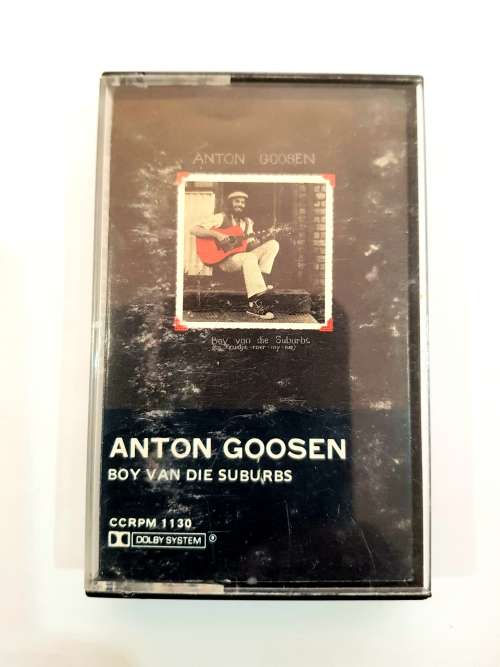 ANTON GOOSEN
Boy van die Suburbs
ANTON GOOSEN
BOY VAN DIE SUBURBS
CCRPM 1130
DOLBY SYSTEM ®